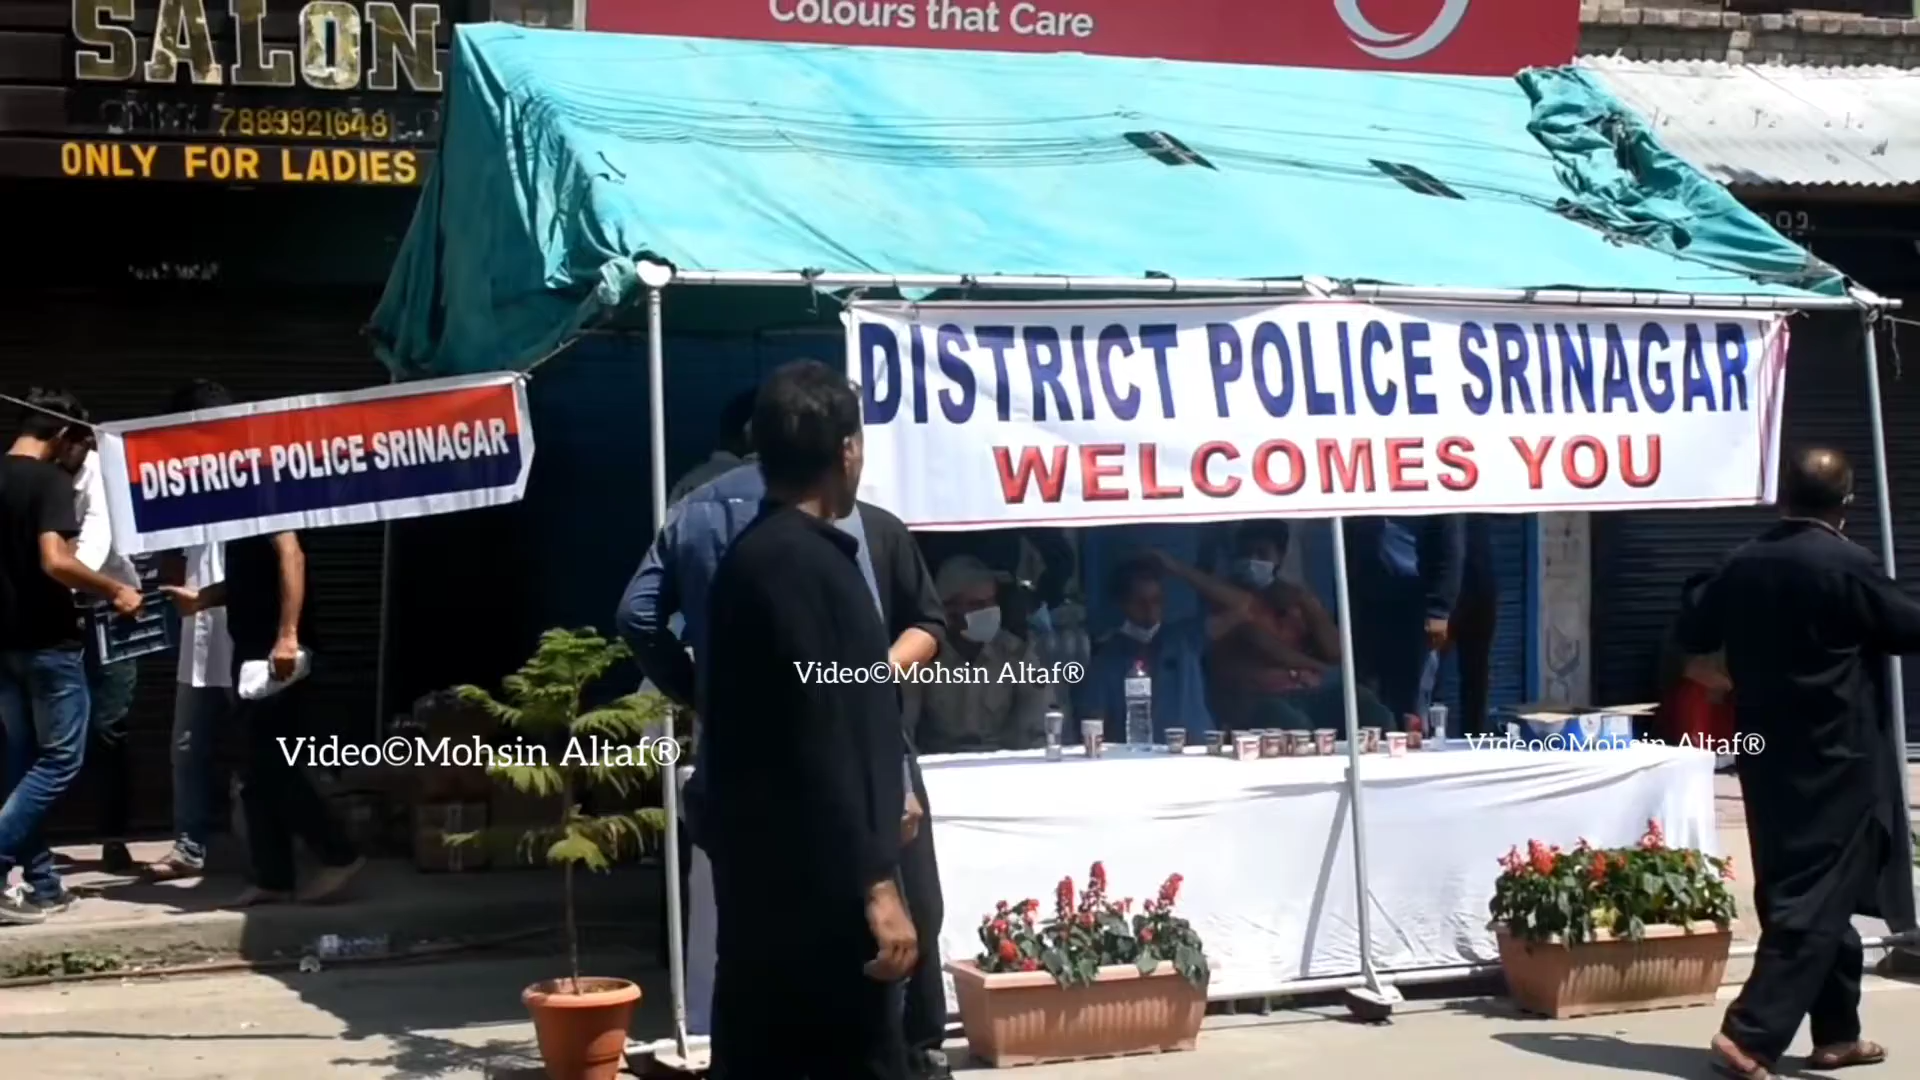 SALON
7889921648
ONLY FOR LADIES
Colours that Care
DISTRICT POLICE SRINAGAR
DISTRICT POLICE SRINAGAR
WELCOMES YOU
Video©Mohsin Altaf®
Video©Mohsin Altaf®
Video©Mohsin Altaf®